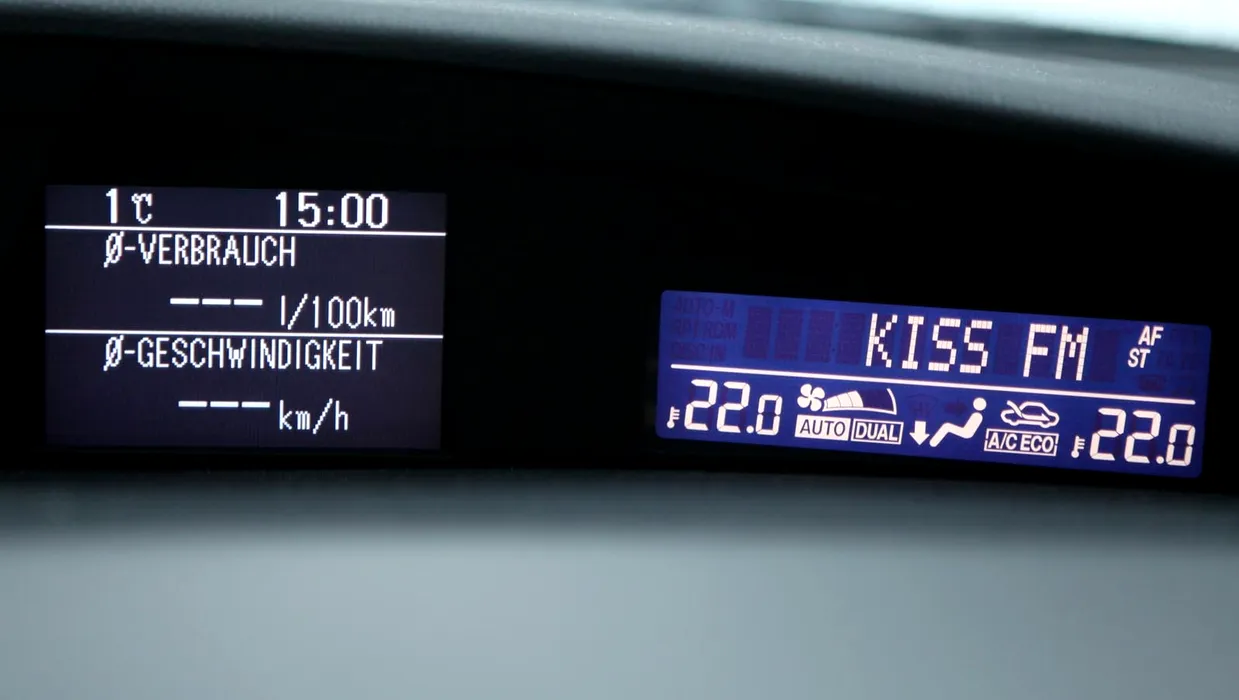 1℃ 15:00
Ø-VERBRAUCH
--- l/100km
Ø-GESCHWINDIGKEIT
--- km/h
KISS FM AF
ST
22.0 AUTO DUAL A/C ECO 22.0